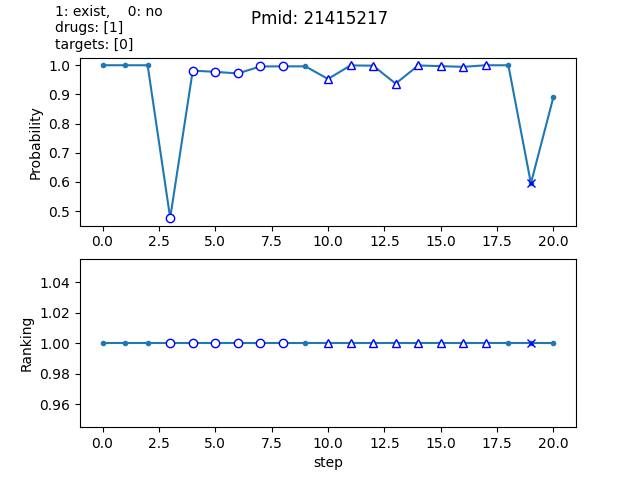 1: exist,    0: no
drugs: [1]
targets: [0]
Pmid: 21415217
1.0
0.9
0.8
0.7
0.6
0.5
Probability
0.0 2.5 5.0 7.5 10.0 12.5 15.0 17.5 20.0
1.04
1.02
1.00
0.98
0.96
Ranking
0.0 2.5 5.0 7.5 10.0 12.5 15.0 17.5 20.0
step